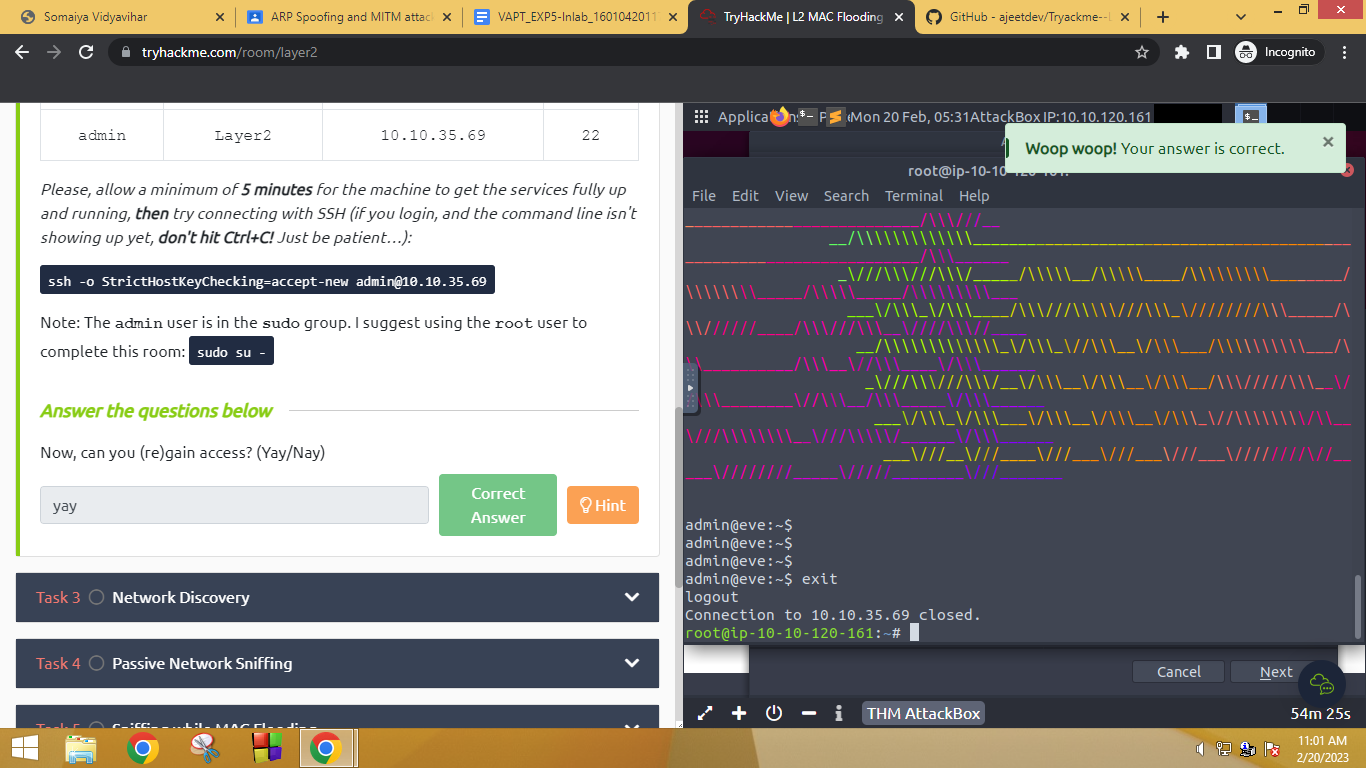 Somaiya Vidyavihar
ARP Spoofing and MITM attac
VAPT_EXP5-Inlab_1601042011
TryHackMe | L2 MAC Flooding
GitHub - ajeetdev/Tryackme--L
tryhackme.com/room/layer2
Incognito
admin Layer2 10.10.35.69 22
Please, allow a minimum of 5 minutes for the machine to get the services fully up
and running, then try connecting with SSH (if you login, and the command line isn't
showing up yet, don't hit Ctrl+C! Just be patient…):
ssh -o StrictHostKeyChecking=accept-new admin@10.10.35.69
Note: The admin user is in the sudo group. I suggest using the root user to
complete this room: sudo su -
Answer the questions below
Now, can you (re)gain access? (Yay/Nay)
yay
Correct
Answer
Hint
Task 3 Network Discovery
Task 4 Passive Network Sniffing
Task 5 Sniffing while MAC Flooding
Mon 20 Feb, 05:31 AttackBox IP:10.10.120.161
Woop woop! Your answer is correct.
File Edit View Search Terminal Help
admin@eve:~$
admin@eve:~$
admin@eve:~$
admin@eve:~$ exit
logout
Connection to 10.10.35.69 closed.
root@ip-10-10-120-161:~#
Cancel
Next
THM AttackBox
54m 25s
11:01 AM
2/20/2023